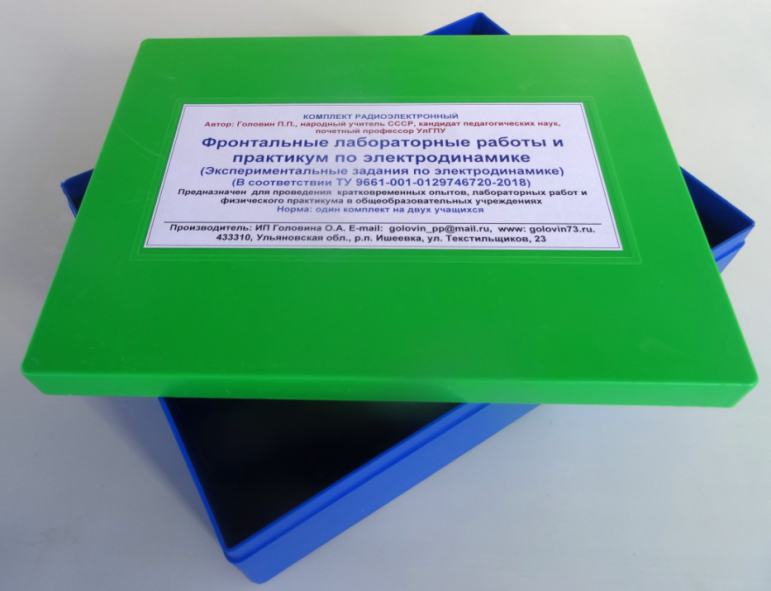 КОМПЛЕКТ РАДИОЭЛЕКТРОННЫЙ
Автор: Головин П.П., народный учитель СССР, кандидат педагогических наук,
почетный профессор УлГПУ
Фронтальные лабораторные работы и
практикум по электродинамике
(Экспериментальные задания по электродинамике)
(В соответствии ТУ 9661-001-0129746720-2018)
Предназначен для проведения кратковременных опытов, лабораторных работ и
физического практикума в общеобразовательных учреждениях
Норма: один комплект на двух учащихся
Производитель: ИП Головина О.А. E-mail: golovin_pp@mail.ru, www: golovin73.ru.
433310, Ульяновская обл., р.п. Ишеевка, ул. Текстильщиков, 23